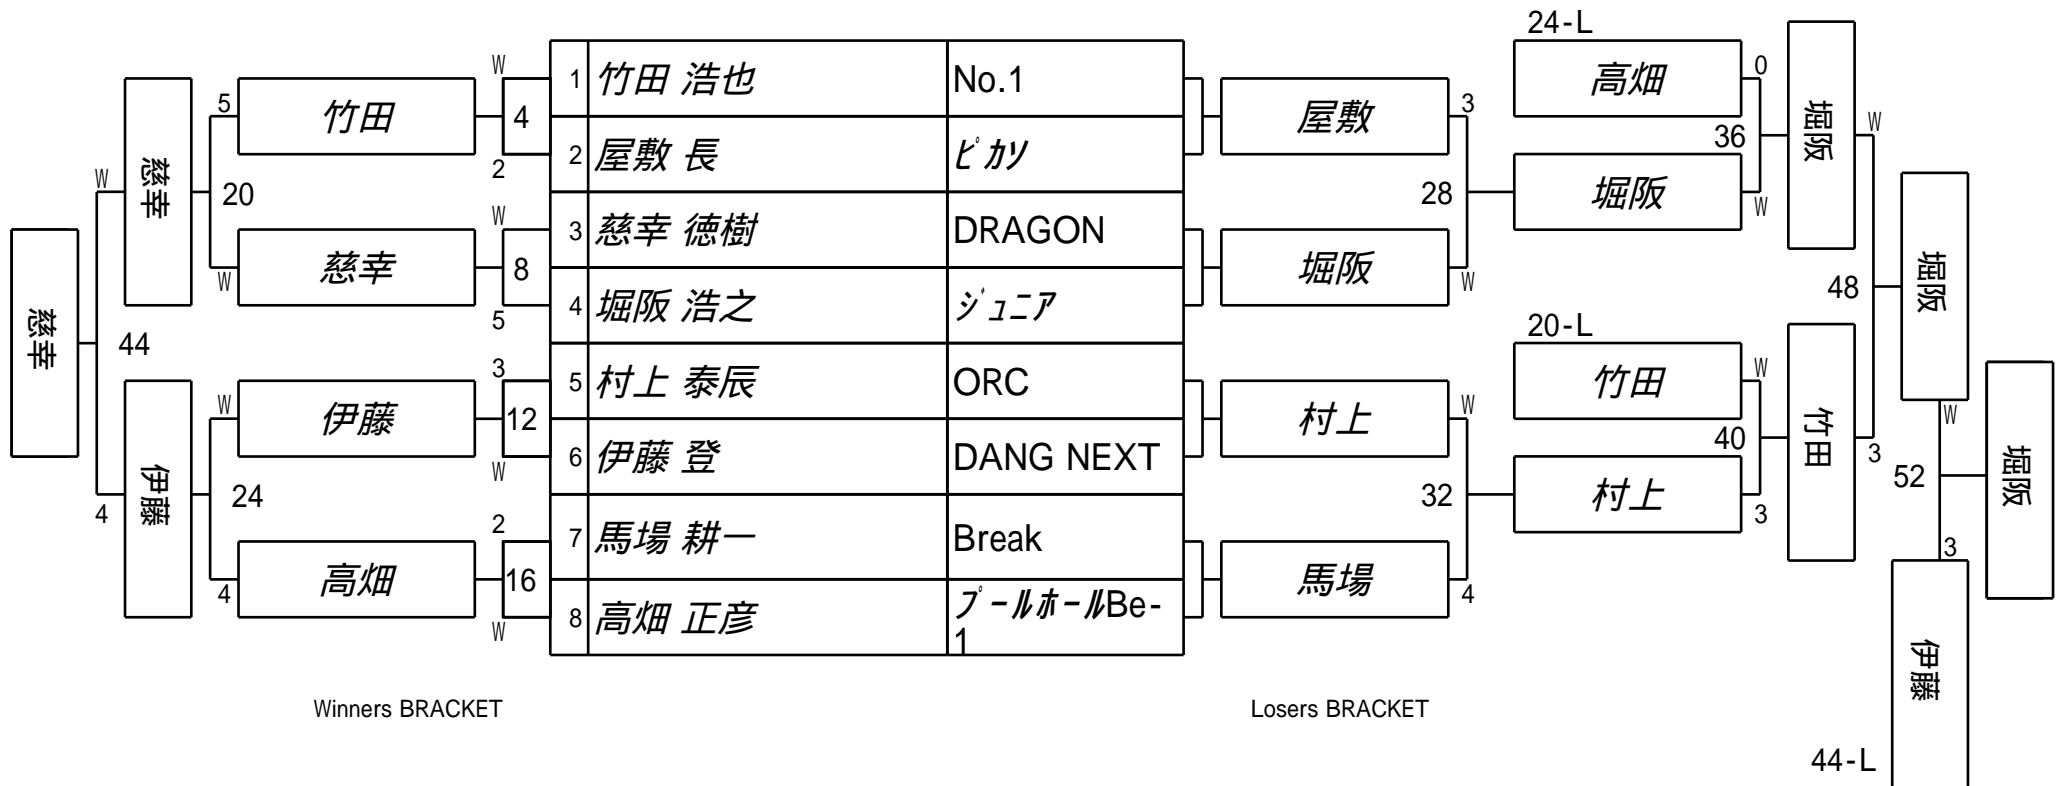 24-L
W
1 竹田 浩也 No.1
高畑
0
5
竹田
4
屋敷
3
堀阪
W
慈幸
2
2 屋敷 長 ﾋﾟｶｿ
36
W
20
28
堀阪
W
W
3 慈幸 徳樹 DRAGON
堀阪
慈幸
8
堀阪
W
W
慈幸
5
4 堀阪 浩之 ｼﾞｭﾆｱ
48
20-L
44
3
5 村上 泰辰 ORC
竹田
W
W
伊藤
12
村上
W
竹田
40
堀阪
W
伊藤
W
6 伊藤 登 DANG NEXT
3
52
4
24
32
村上
3
2
7 馬場 耕一 Break
3
高畑
4
16
馬場
4
W
8 高畑 正彦 ﾌﾟｰﾙﾎｰﾙBe-
1
伊藤
Winners BRACKET
Losers BRACKET
44-L